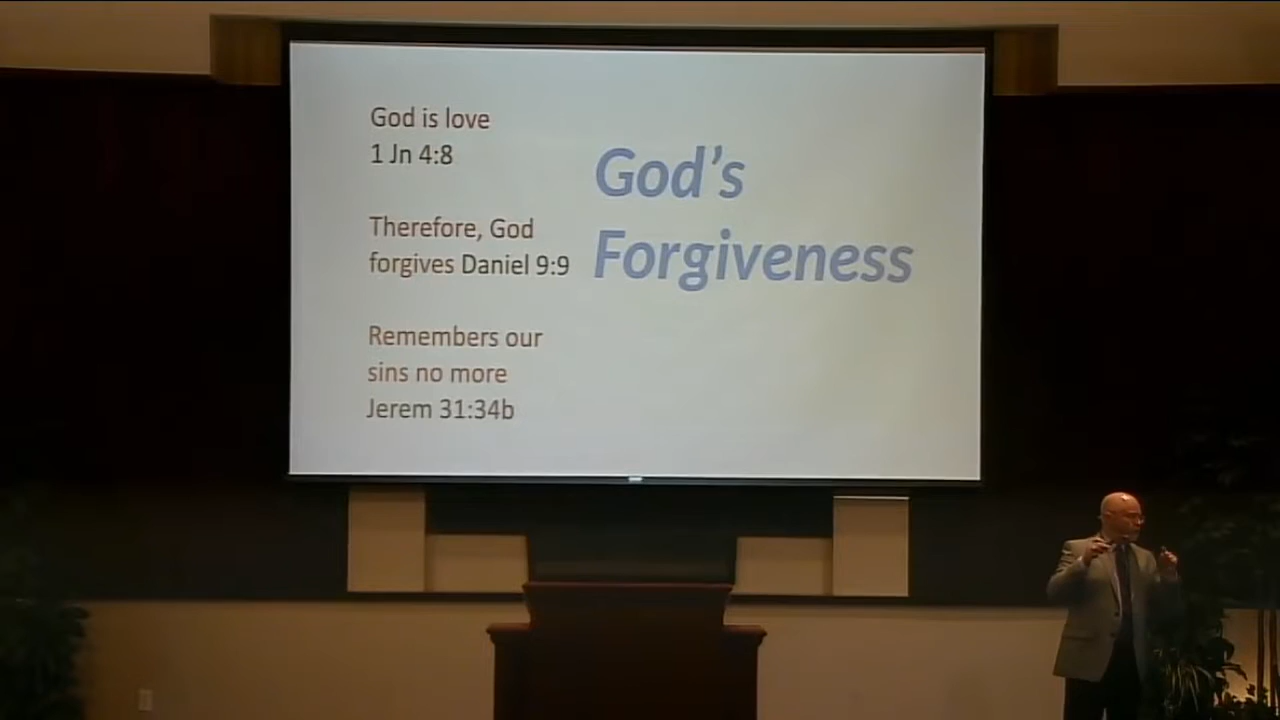 God is love
1 Jn 4:8
Therefore, God
forgives Daniel 9:9
Remembers our
sins no more
Jerem 31:34b
God’s
Forgiveness